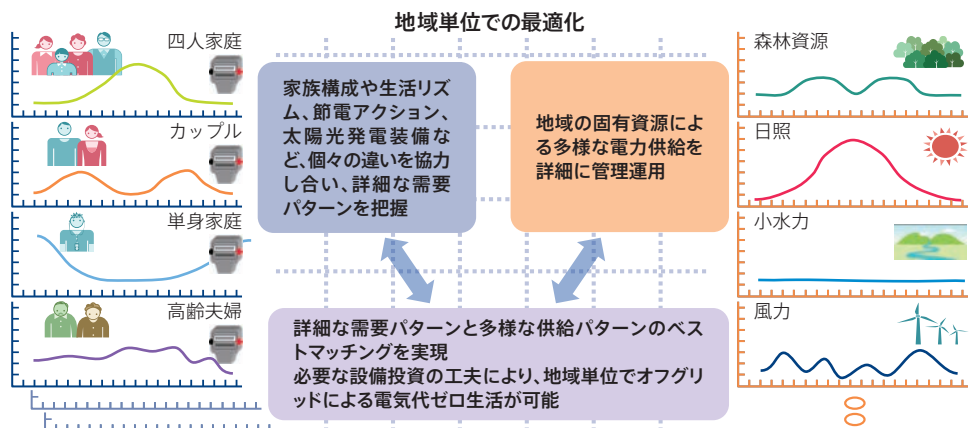 地域単位での最適化
四人家庭
カップル
単身家庭
高齢夫婦
家族構成や生活リズ
ム、節電アクション、
太陽光発電装備な
ど、個々の違いを協力
し合い、詳細な需要
パターンを把握
地域の固有資源によ
る多様な電力供給を
詳細に管理運用
詳細な需要パターンと多様な供給パターンのベス
トマッチングを実現
必要な設備投資の工夫により、地域単位でオフグリ
ッドによる電気代ゼロ生活が可能
森林資源
日照
小水力
風力